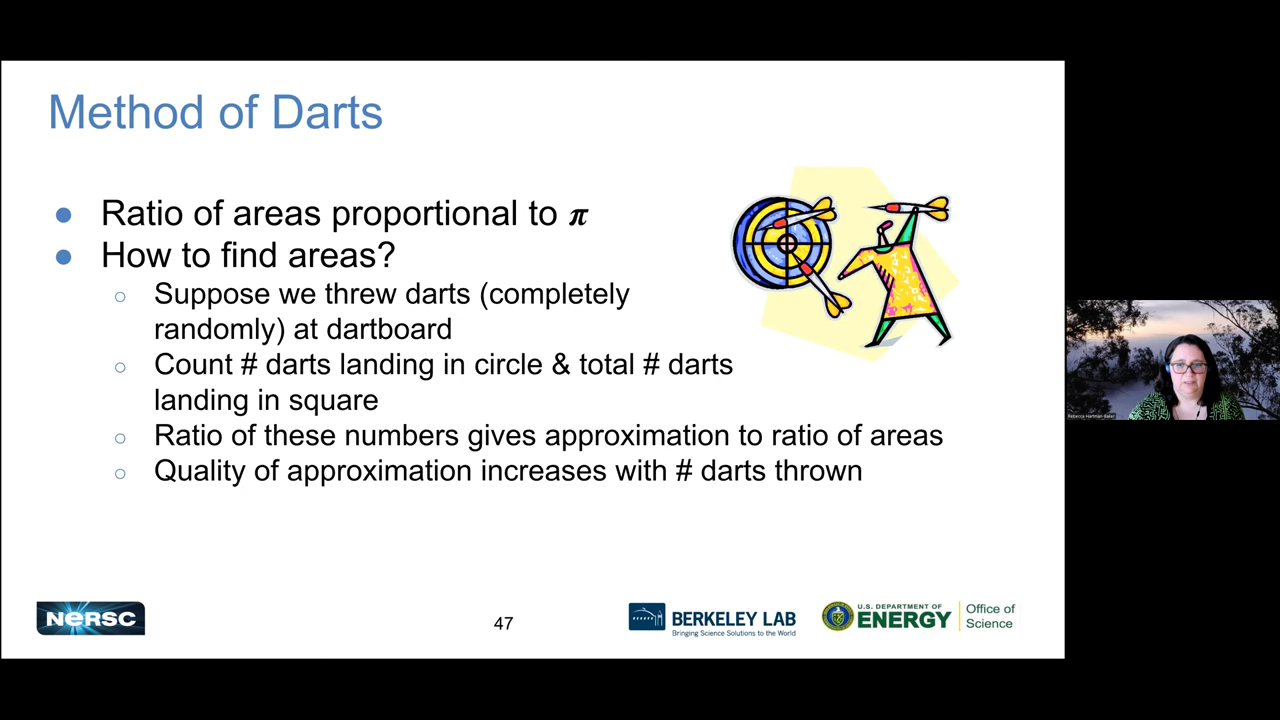 Method of Darts
● Ratio of areas proportional to π
● How to find areas?
○ Suppose we threw darts (completely
randomly) at dartboard
○ Count # darts landing in circle & total # darts
landing in square
○ Ratio of these numbers gives approximation to ratio of areas
○ Quality of approximation increases with # darts thrown
Rebecca Hartman-Baker
NERSC
47
BERKELEY LAB
Bringing Science Solutions to the World
U.S. DEPARTMENT OF
ENERGY
Office of
Science